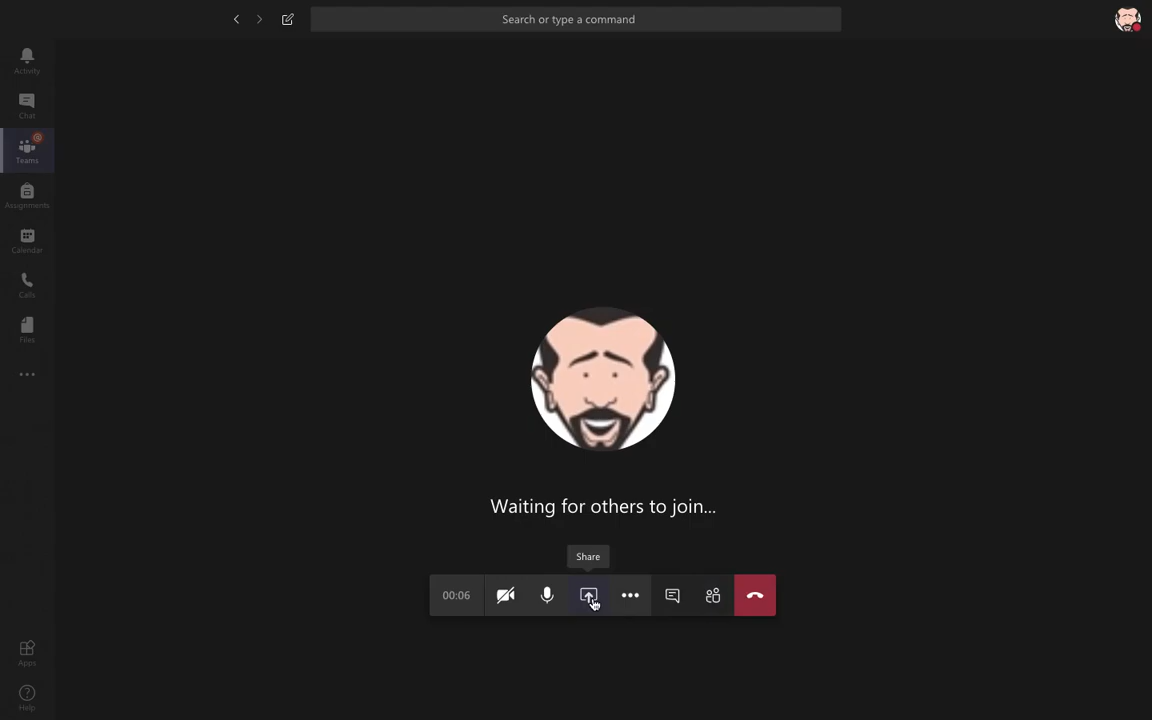 Search or type a command
Activity
Chat
Teams
Assignments
Calendar
Calls
Files
Waiting for others to join...
Share
00:06
Apps
Help